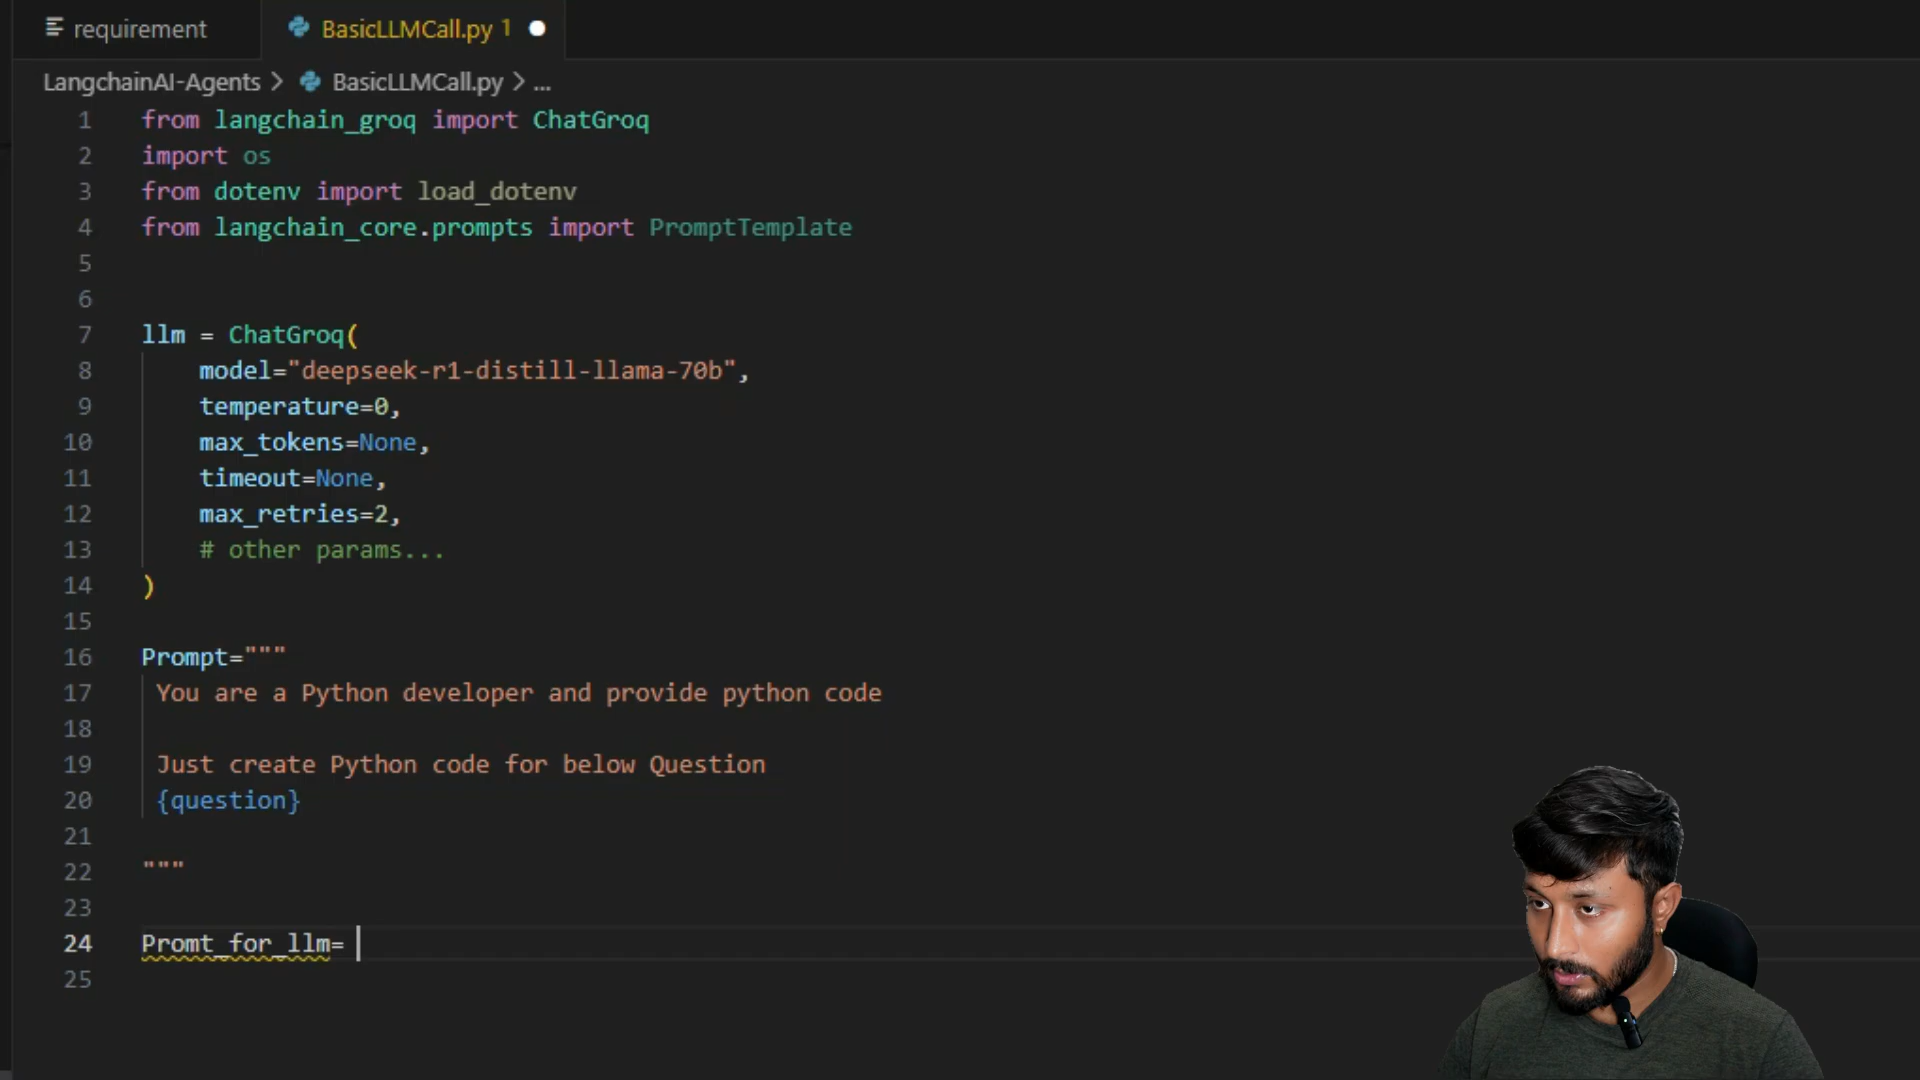 requirement
BasicLLMCall.py 1
LangchainAI-Agents > BasicLLMCall.py > ...
1 from langchain_groq import ChatGroq
2 import os
3 from dotenv import load_dotenv
4 from langchain_core.prompts import PromptTemplate
5
6
7 llm = ChatGroq(
8     model="deepseek-r1-distill-llama-70b",
9     temperature=0,
10     max_tokens=None,
11     timeout=None,
12     max_retries=2,
13     # other params...
14 )
15
16 Prompt="""
17  You are a Python developer and provide python code
18
19  Just create Python code for below Question
20  {question}
21
22 """
23
24 Promt_for_llm=
25